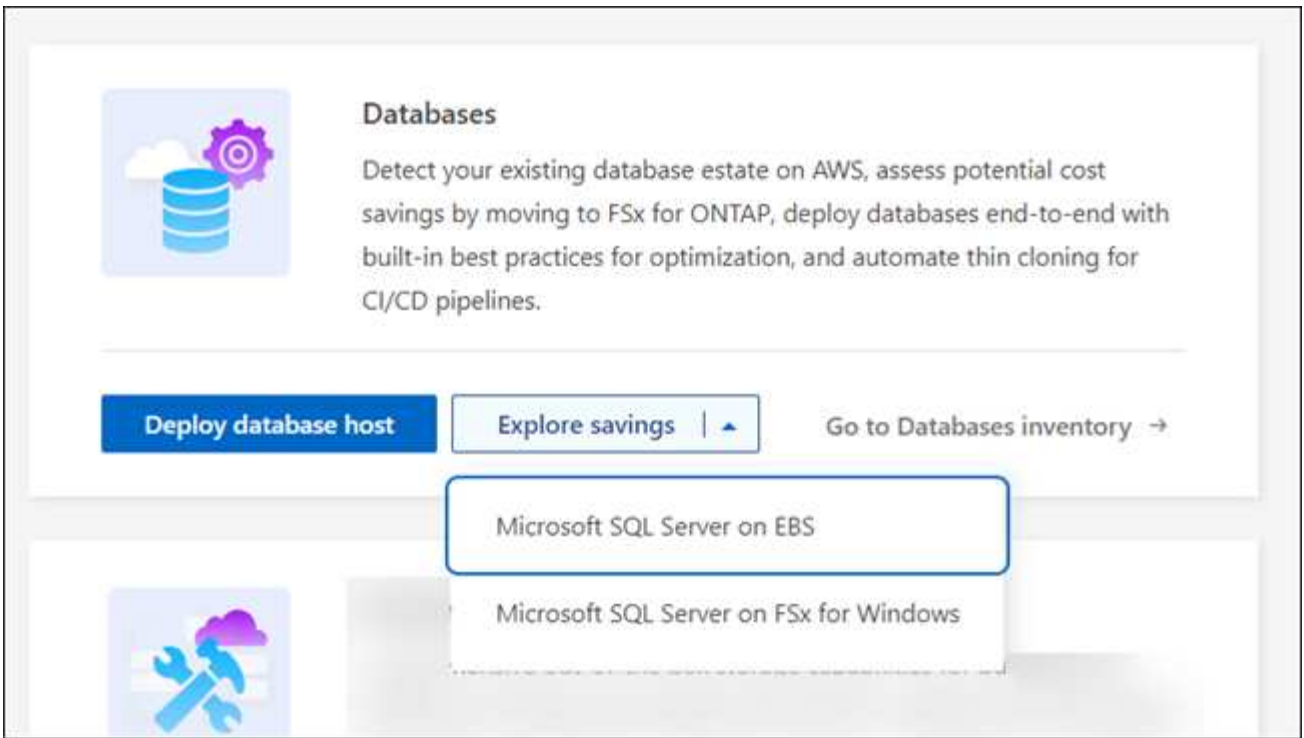 Databases
Detect your existing database estate on AWS, assess potential cost
savings by moving to FSx for ONTAP, deploy databases end-to-end with
built-in best practices for optimization, and automate thin cloning for
CI/CD pipelines.
Deploy database host
Explore savings
Go to Databases inventory →
Microsoft SQL Server on EBS
Microsoft SQL Server on FSx for Windows